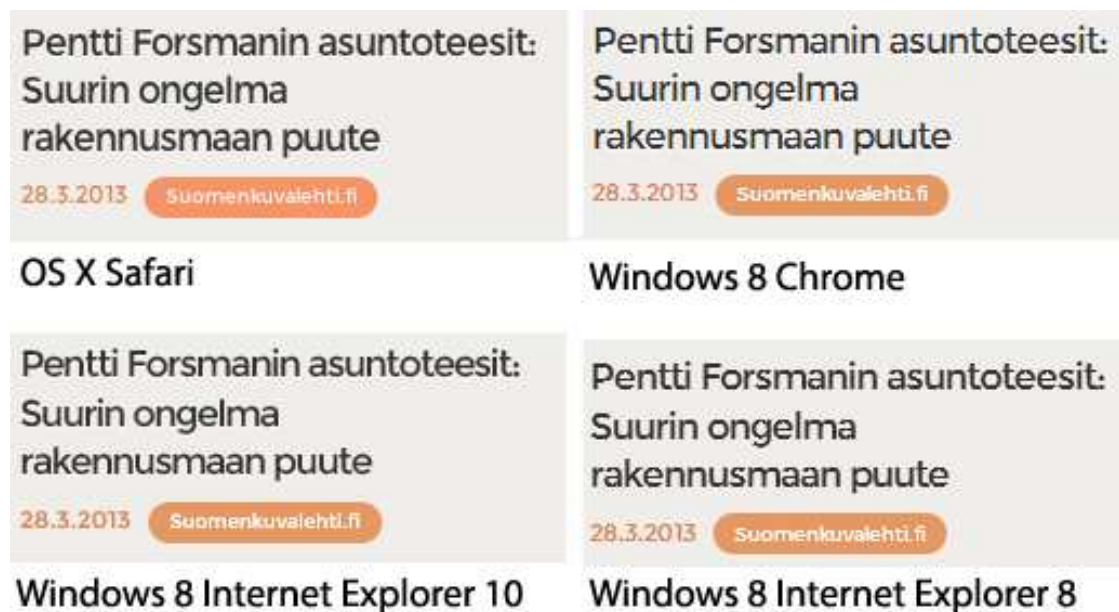 Pentti Forsmanin asuntoteesit:
Suurin ongelma
rakennusmaan puute
28.3.2013 Suomenkuvalehti.fi
OS X Safari
Pentti Forsmanin asuntoteesit:
Suurin ongelma
rakennusmaan puute
28.3.2013 Suomenkuvalehti.fi
Windows 8 Chrome
Pentti Forsmanin asuntoteesit:
Suurin ongelma
rakennusmaan puute
28.3.2013 Suomenkuvalehti.fi
Windows 8 Internet Explorer 10
Pentti Forsmanin asuntoteesit:
Suurin ongelma
rakennusmaan puute
28.3.2013 Suomenkuvalehti.fi
Windows 8 Internet Explorer 8